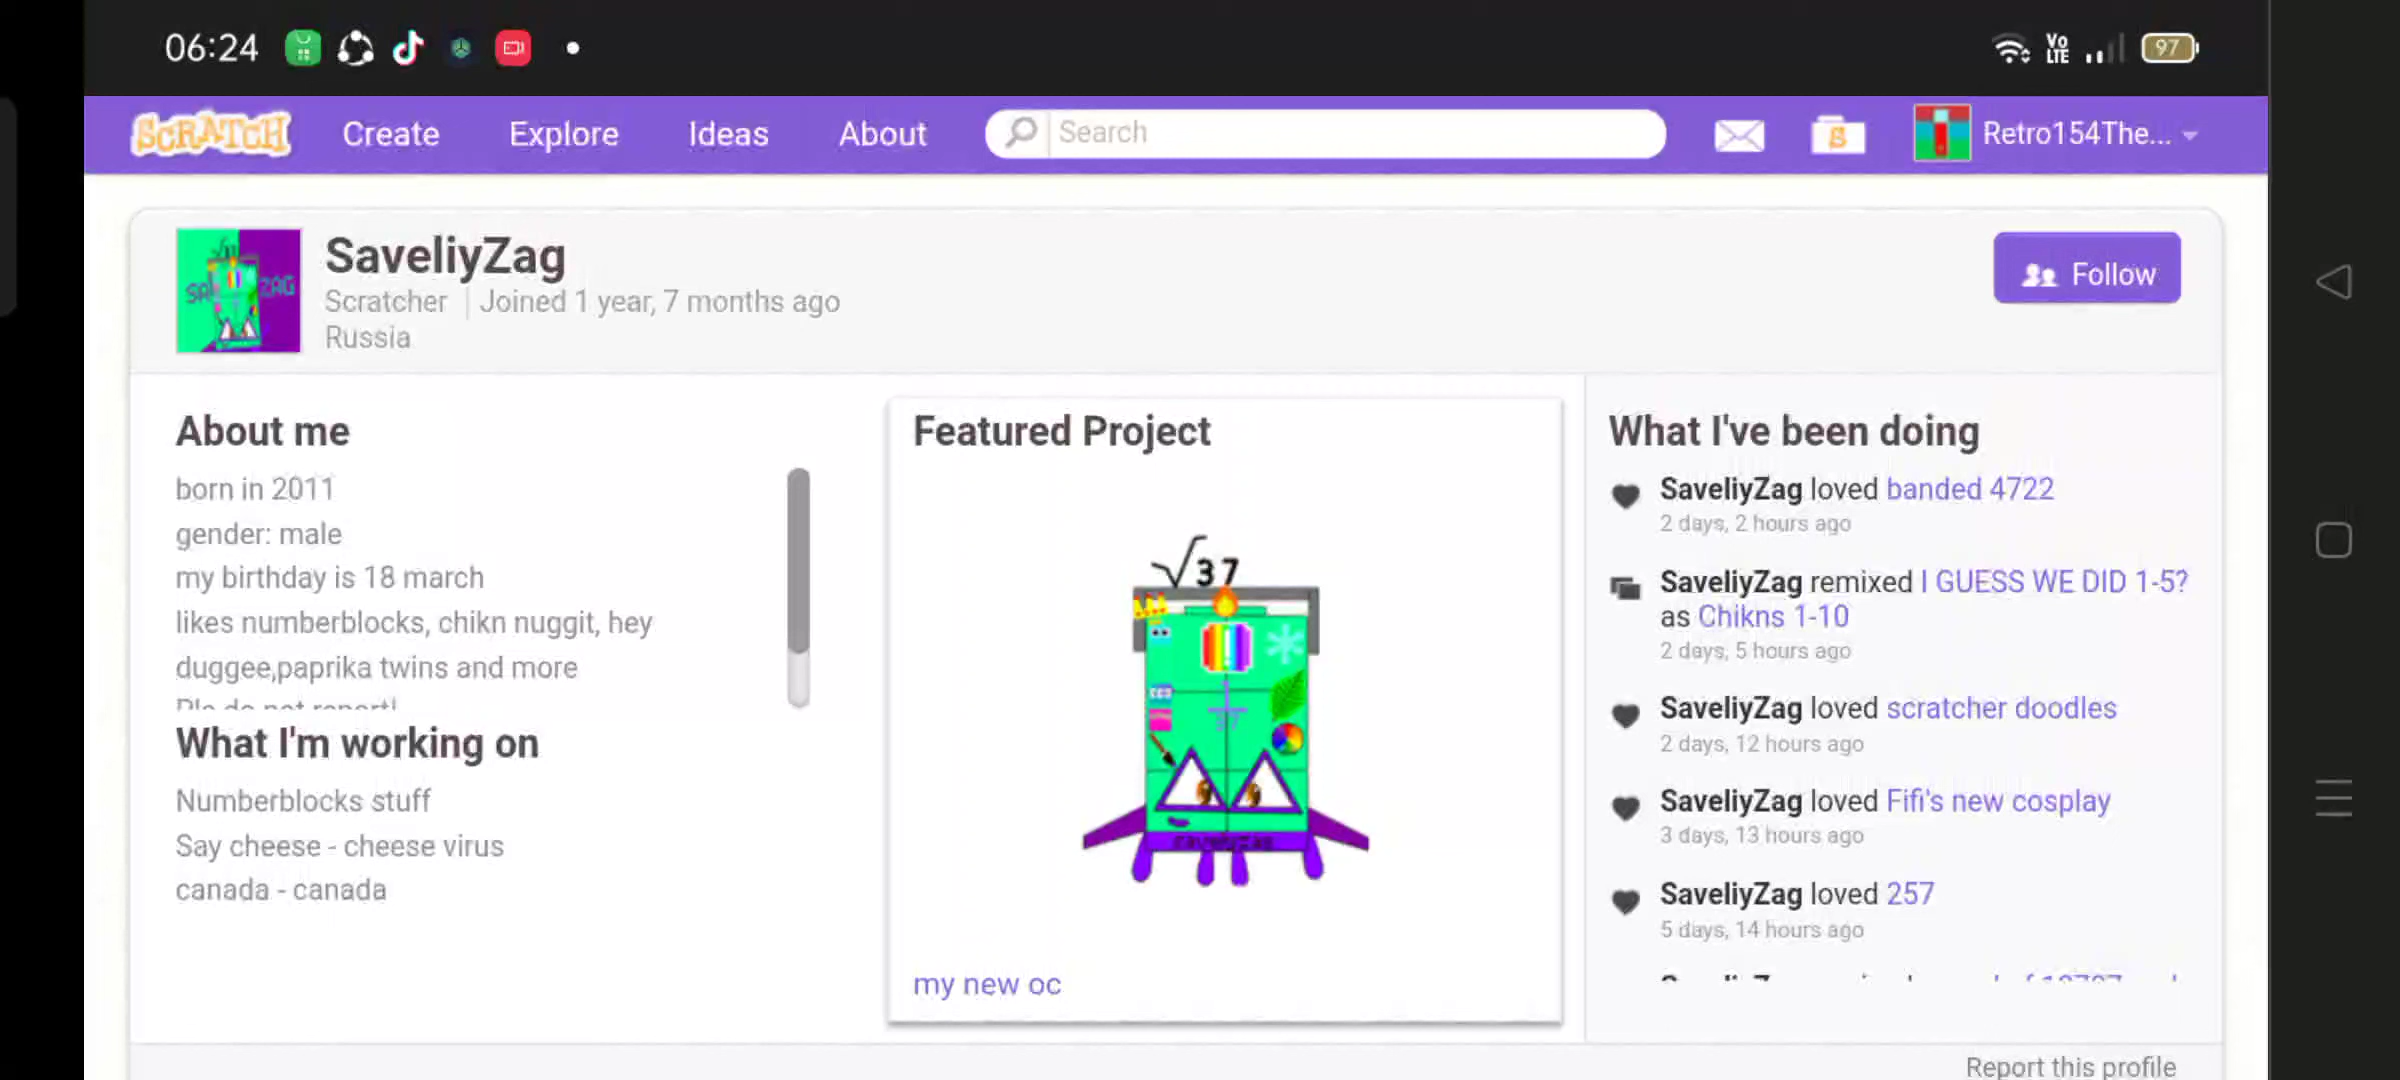 06:24
Vo
LTE
97
SCRATCH
Create
Explore
Ideas
About
Search
S
Retro154The...
SaveliyZag
Scratcher
Joined 1 year, 7 months ago
Russia
Follow
About me
born in 2011
gender: male
my birthday is 18 march
likes numberblocks, chikn nuggit, hey
duggee,paprika twins and more
Pls do not report!
What I'm working on
Numberblocks stuff
Say cheese - cheese virus
canada - canada
Featured Project
√37
my new oc
What I've been doing
SaveliyZag loved banded 4722
2 days, 2 hours ago
SaveliyZag remixed I GUESS WE DID 1-5?
as Chikns 1-10
2 days, 5 hours ago
SaveliyZag loved scratcher doodles
2 days, 12 hours ago
SaveliyZag loved Fifi's new cosplay
3 days, 13 hours ago
SaveliyZag loved 257
5 days, 14 hours ago
Report this profile